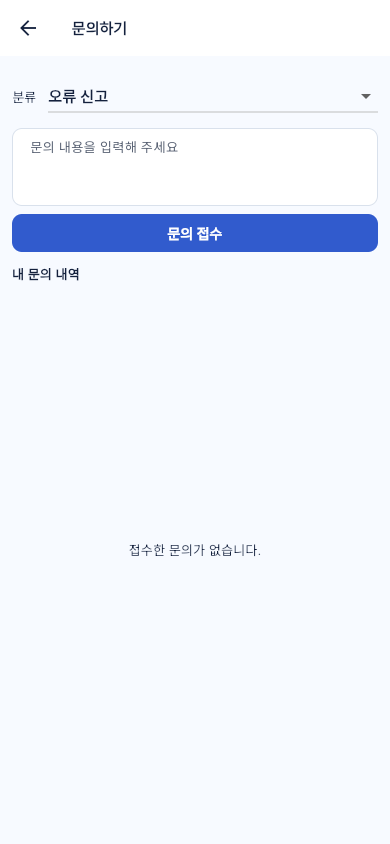 문의하기
분류 오류 신고
문의 내용을 입력해 주세요
문의 접수
내 문의 내역
접수한 문의가 없습니다.